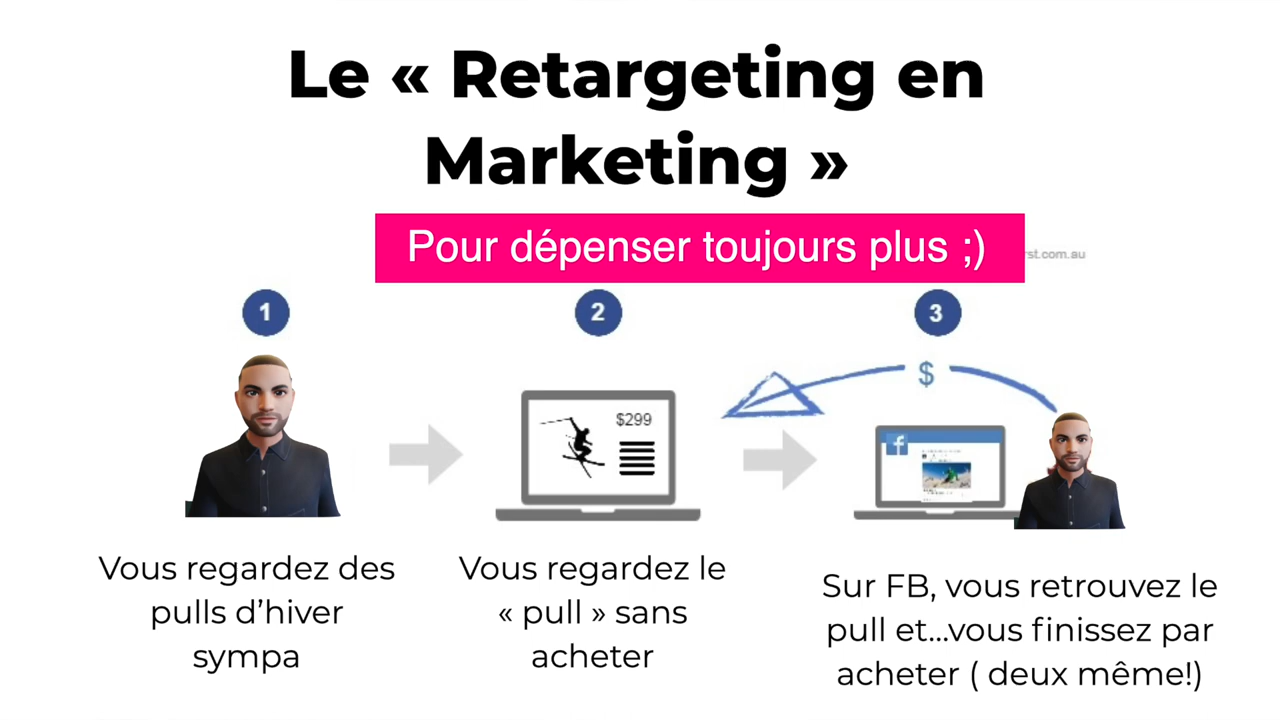 Le « Retargeting en
Marketing »
Pour dépenser toujours plus ;)
rst.com.au
1
2
3
$299
$
f
Vous regardez des
pulls d’hiver
sympa
Vous regardez le
« pull » sans
acheter
Sur FB, vous retrouvez le
pull et...vous finissez par
acheter ( deux même!)